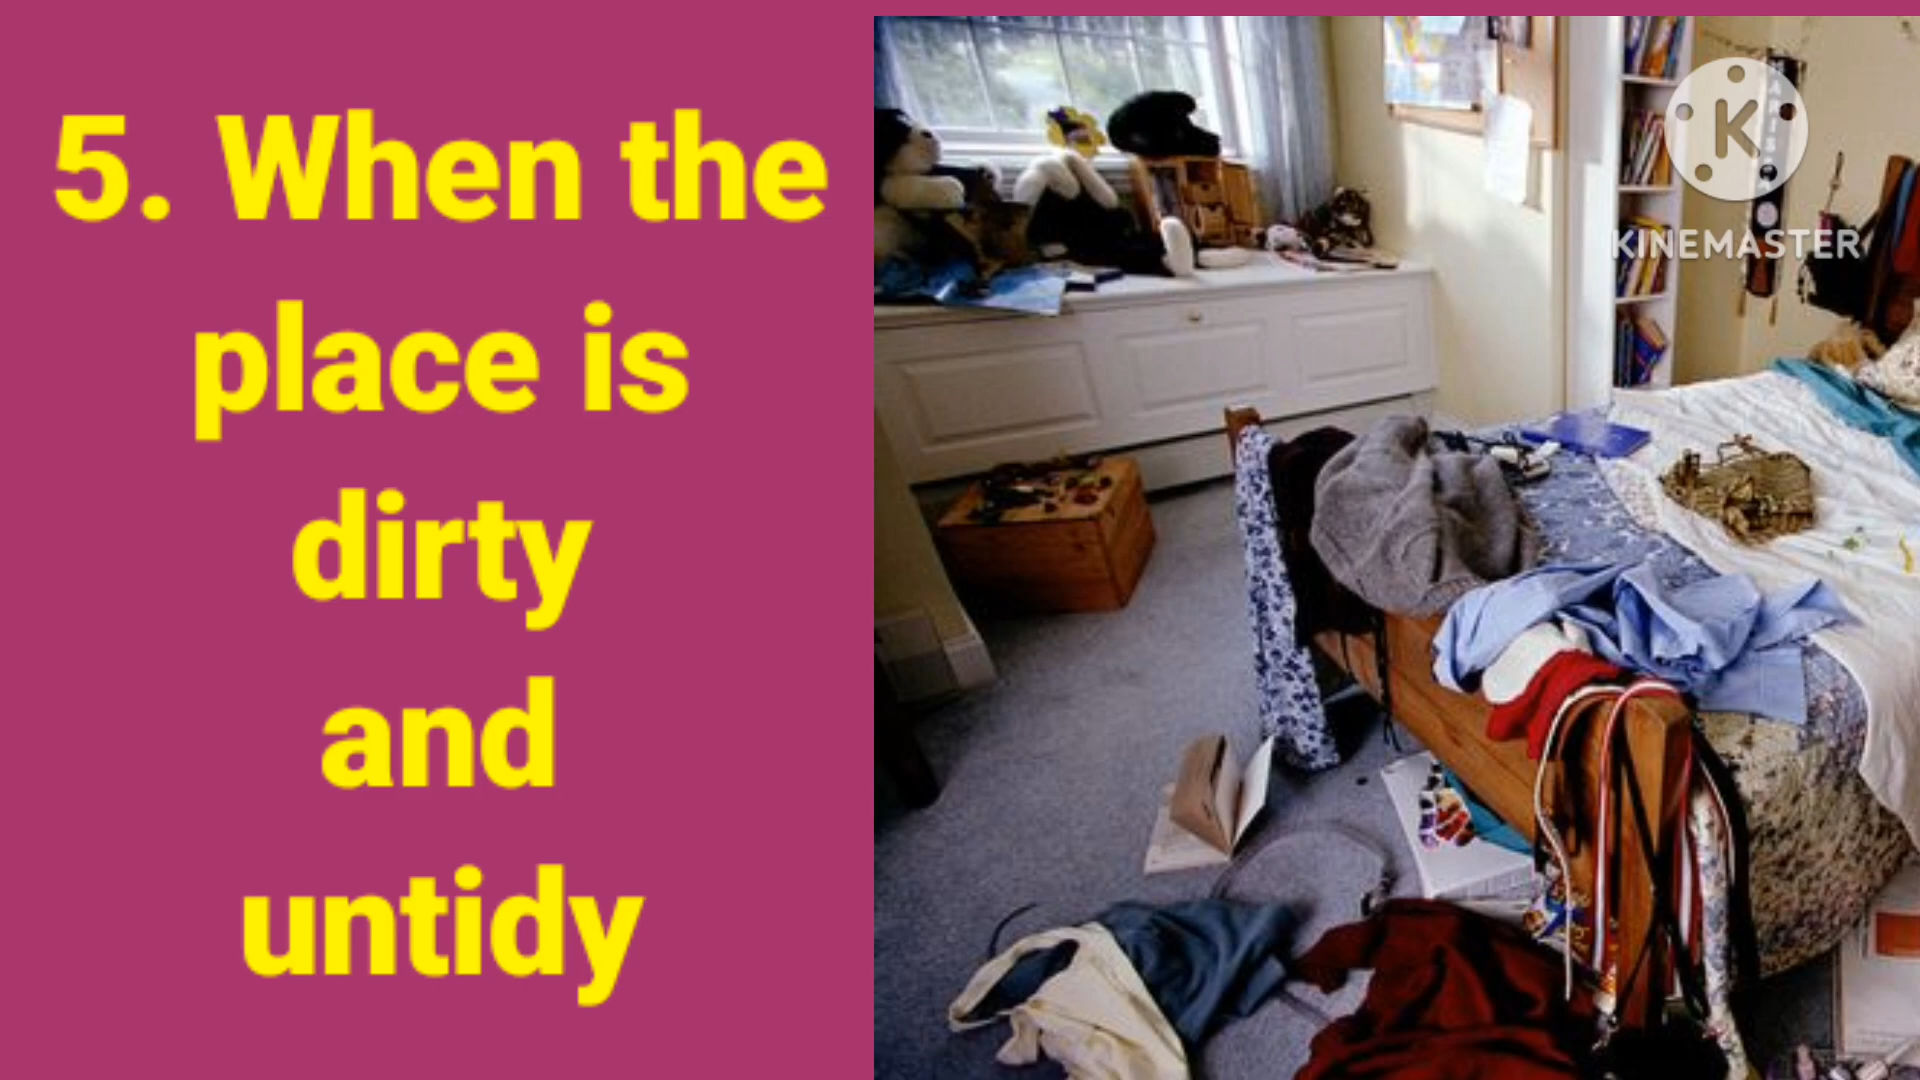 5. When the
place is
dirty
and
untidy
K
KINEMASTER